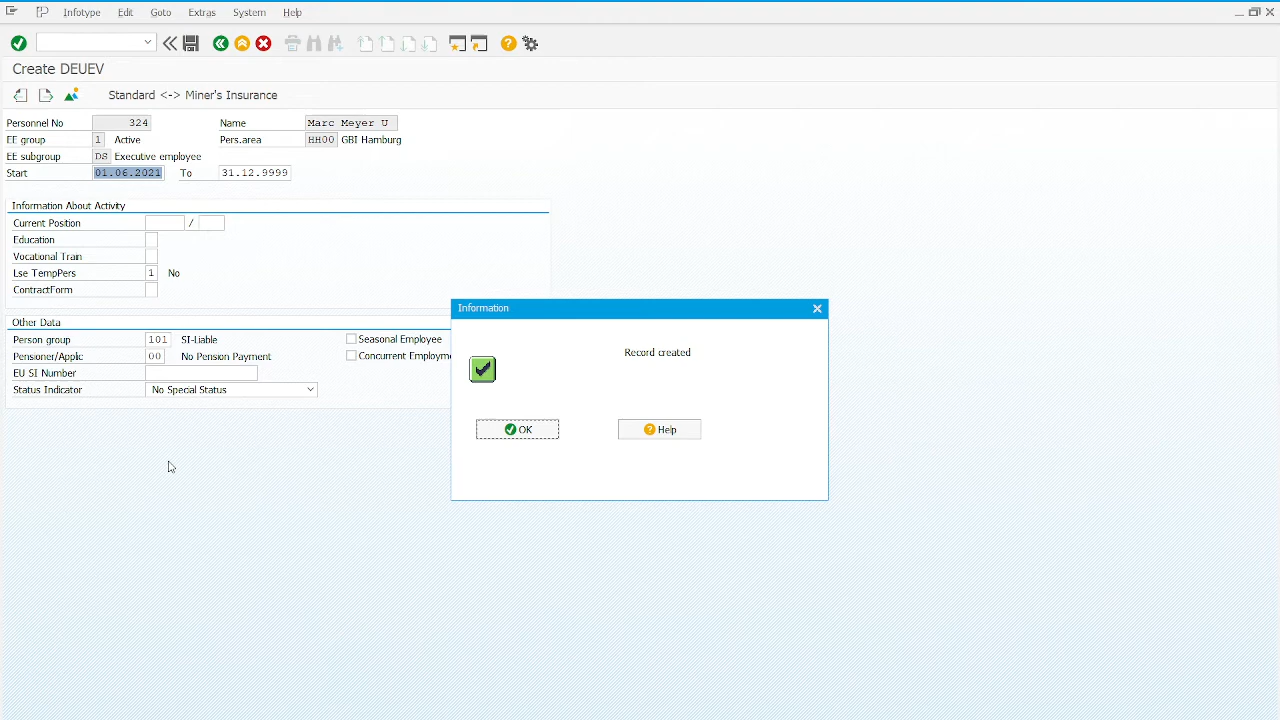 Infotype Edit Goto Extras System Help
Create DEUEV
Standard <-> Miner's Insurance
Personnel No 324 Name Marc Meyer U
EE group 1 Active Pers.area HH00 GBI Hamburg
EE subgroup DS Executive employee
Start 01.06.2021 To 31.12.9999
Information About Activity
Current Position /
Education
Vocational Train
Lse TempPers 1 No
ContractForm
Information
Record created
OK Help
Other Data
Person group 101 SI-Liable Seasonal Employee
Pensioner/Applic 00 No Pension Payment Concurrent Employme
EU SI Number
Status Indicator No Special Status